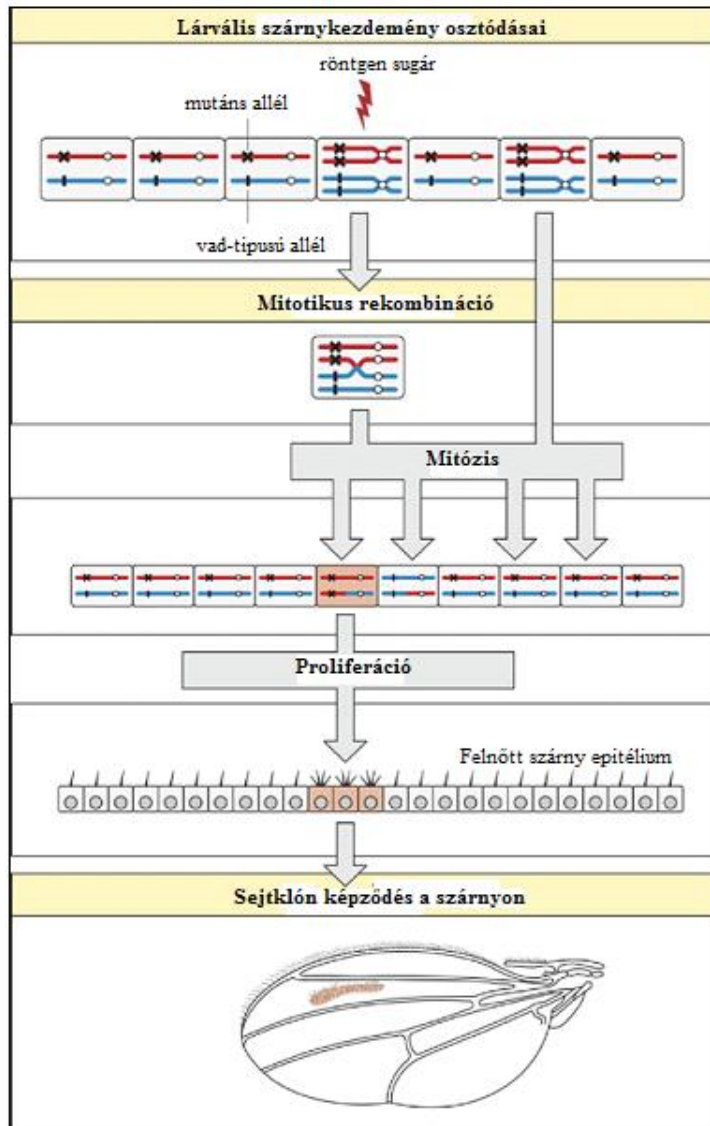 Lárvális szárnykezdemény osztódásai
röntgen sugár
mutáns allél
vad-típusú allél
Mitotikus rekombináció
Mitózis
Proliferáció
Felnőtt szárny epitélium
Sejtklón képződés a szárnyon